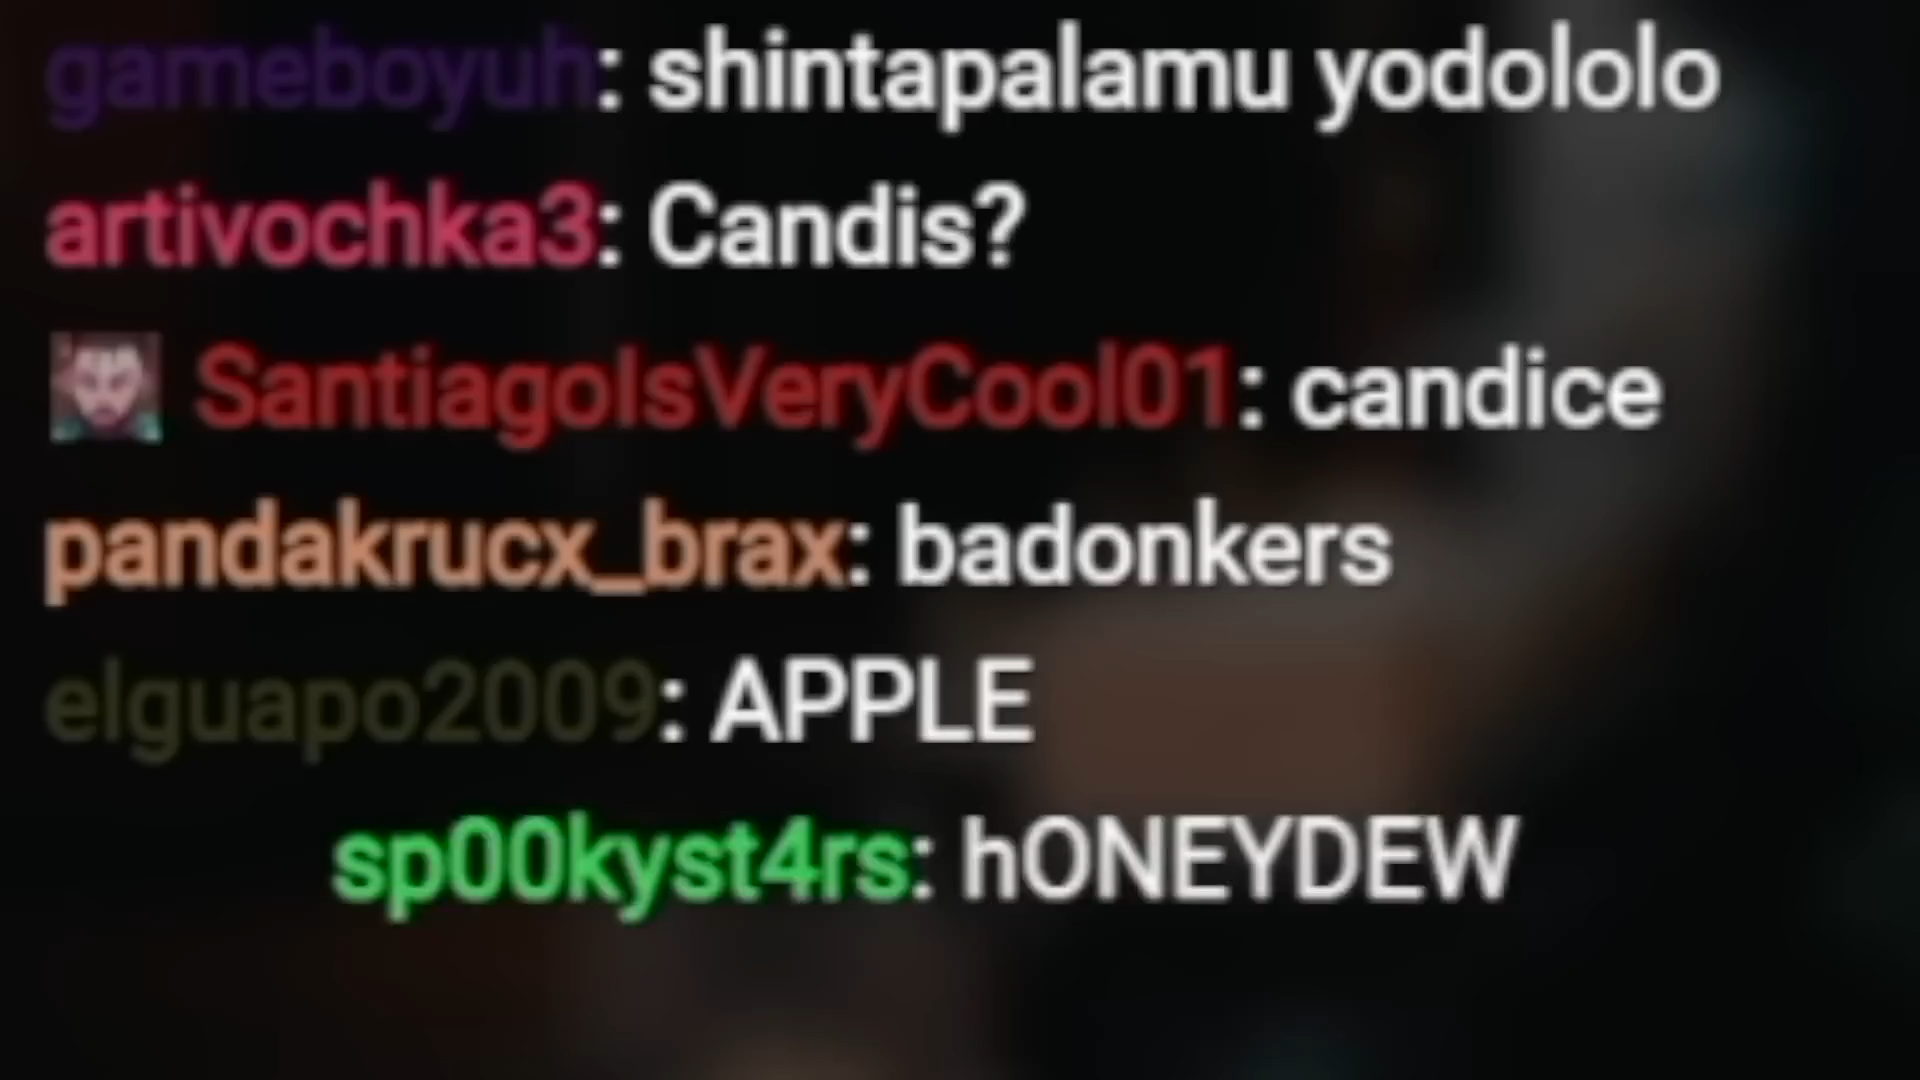 gameboyuh: shintapalamu yodololo
artivochka3: Candis?
SantiagoIsVeryCool01: candice
pandakrucx_brax: badonkers
elguapo2009: APPLE
sp00kyst4rs: hONEYDEW